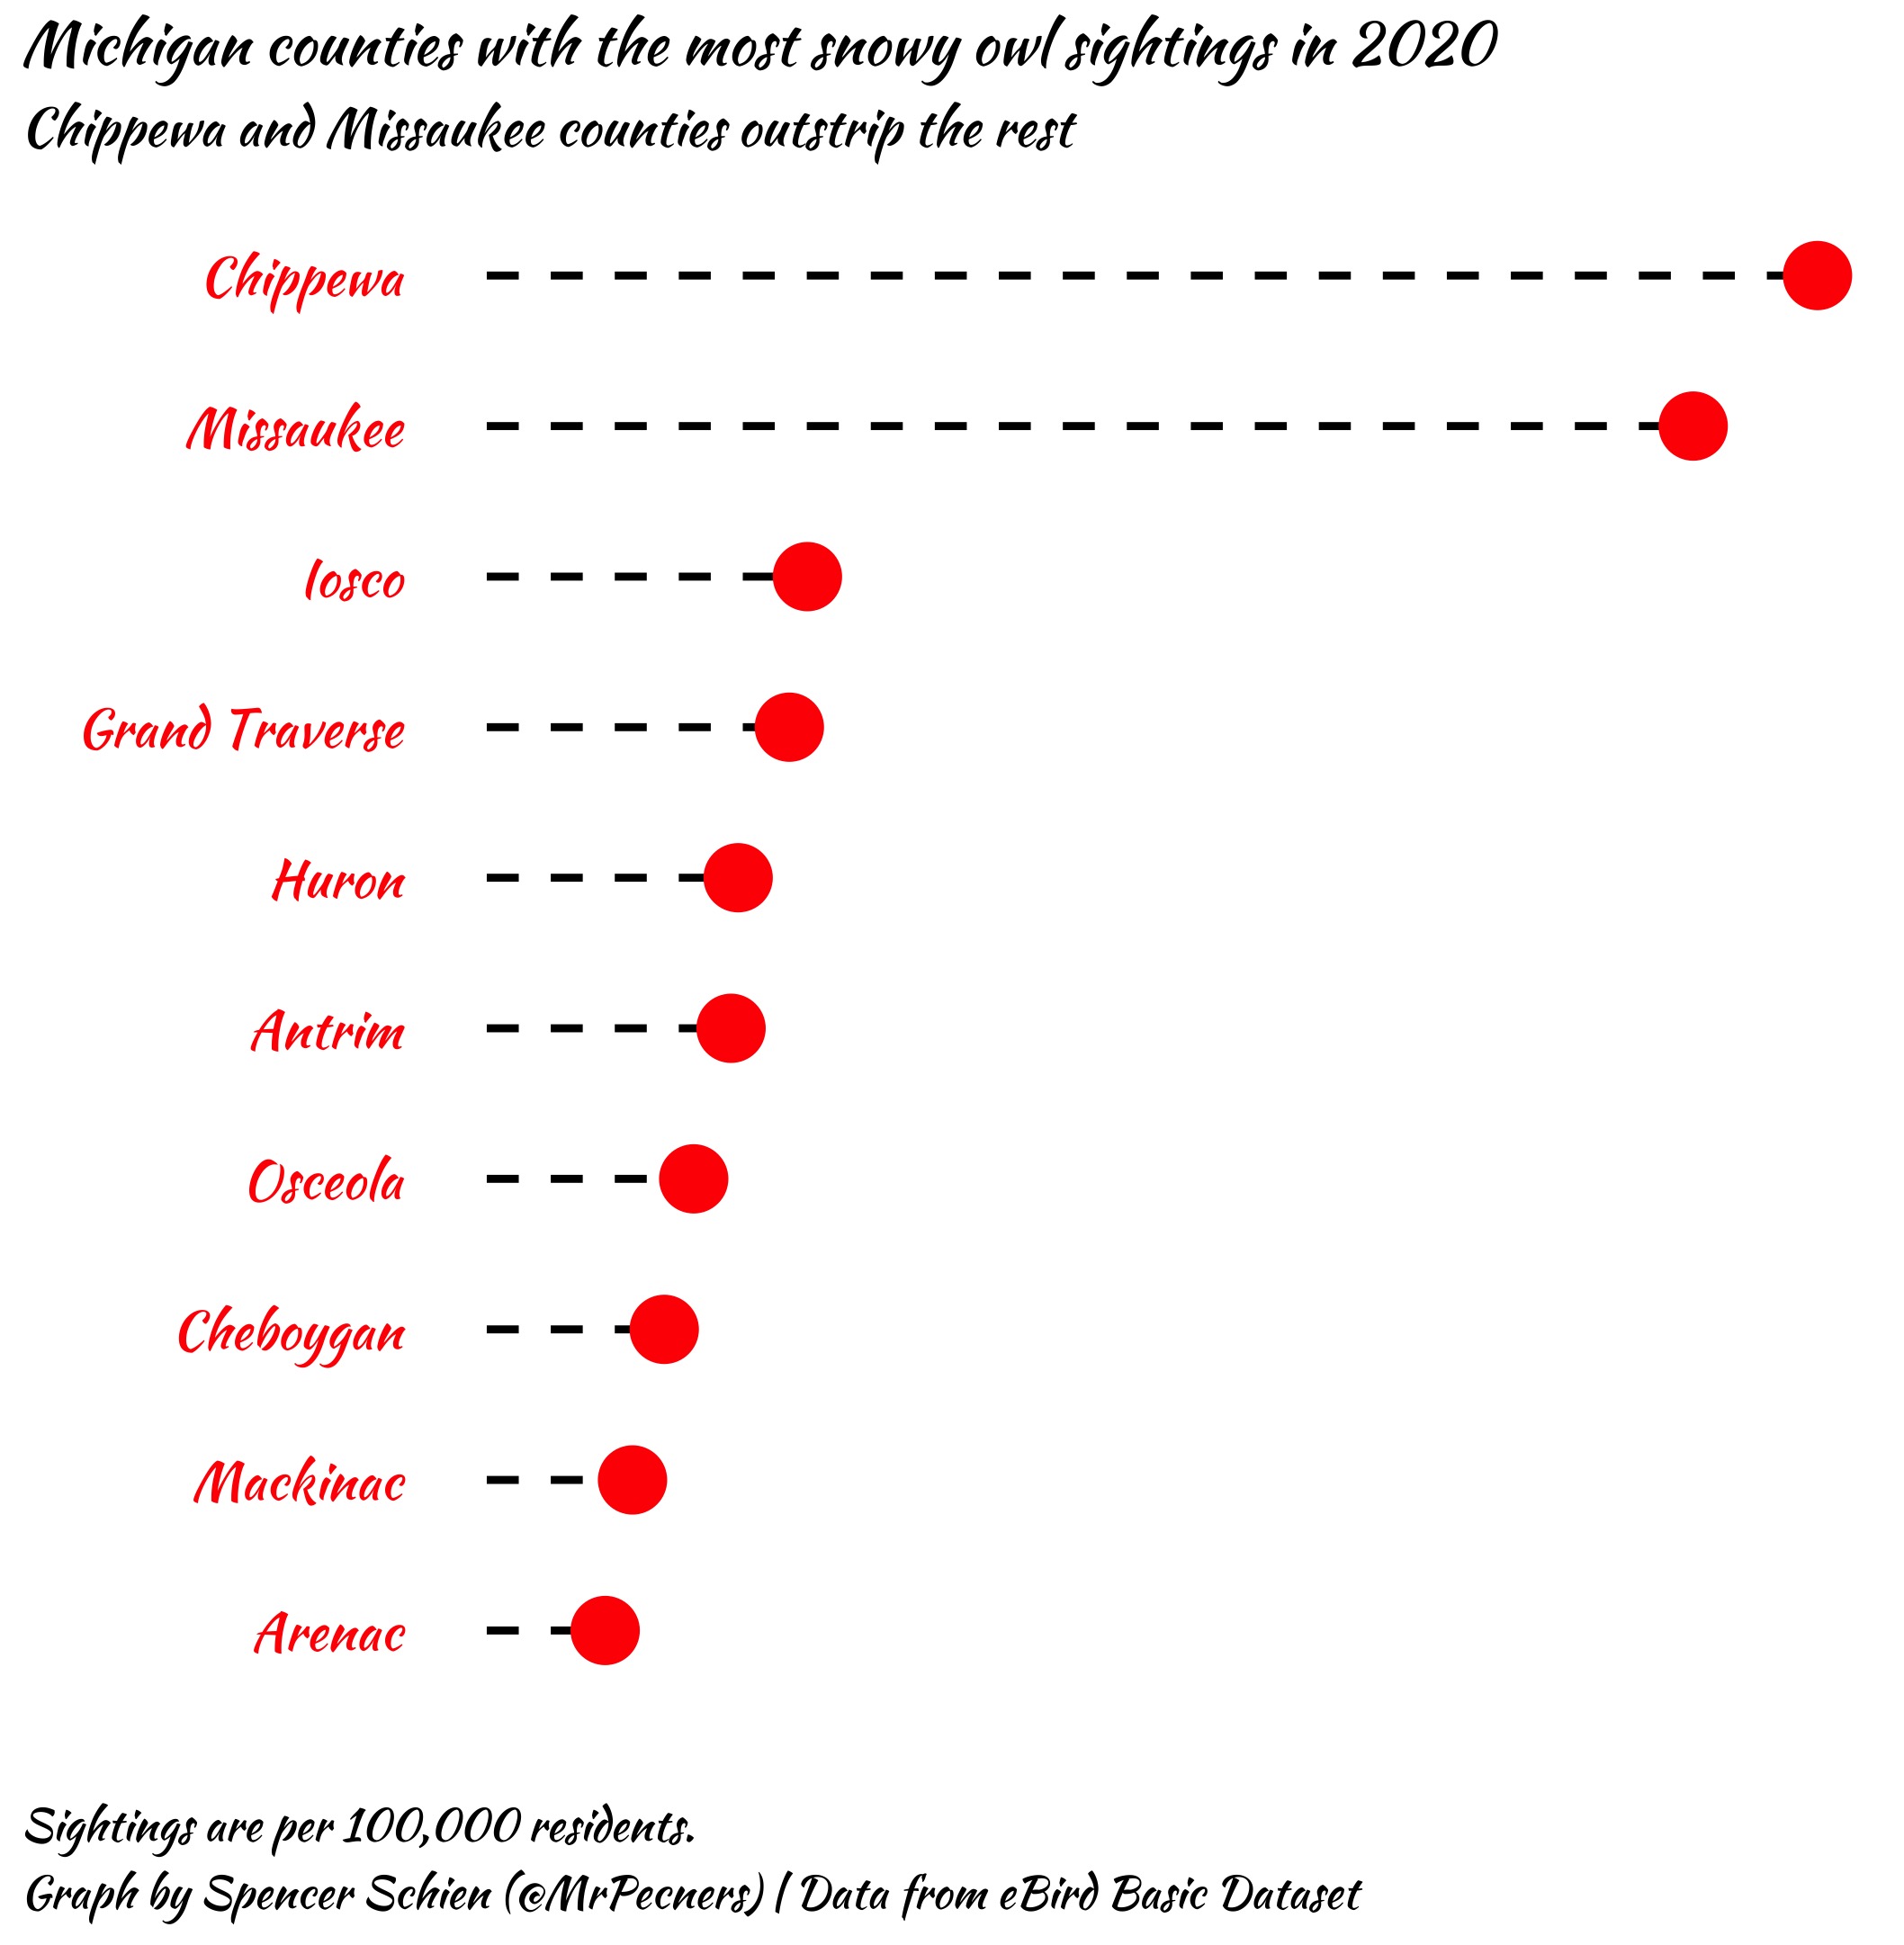 Michigan counties with the most snowy owl sightings in 2020
Chippewa and Missaukee counties outstrip the rest
Chippewa
Missaukee
Iosco
Grand Traverse
Huron
Antrim
Osceola
Cheboygan
Mackinac
Arenac
Sightings are per 100,000 residents.
Graph by Spencer Schien (@MrPecners) | Data from eBird Basic Dataset